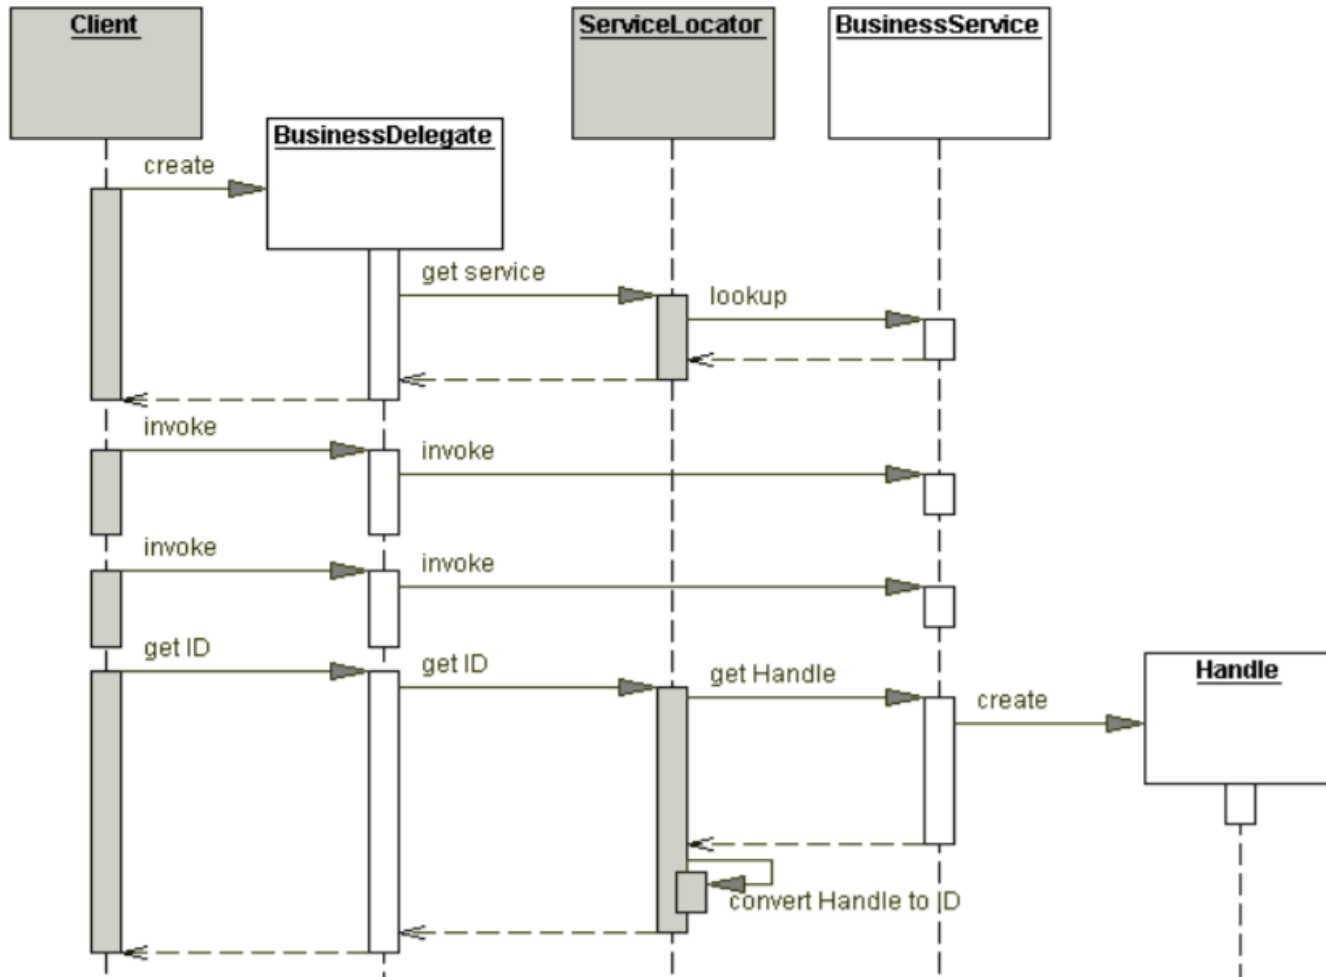 Client
ServiceLocator
BusinessService
BusinessDelegate
create
get service
lookup
invoke
invoke
invoke
invoke
get ID
get ID
get Handle
Handle
create
convert Handle to ID